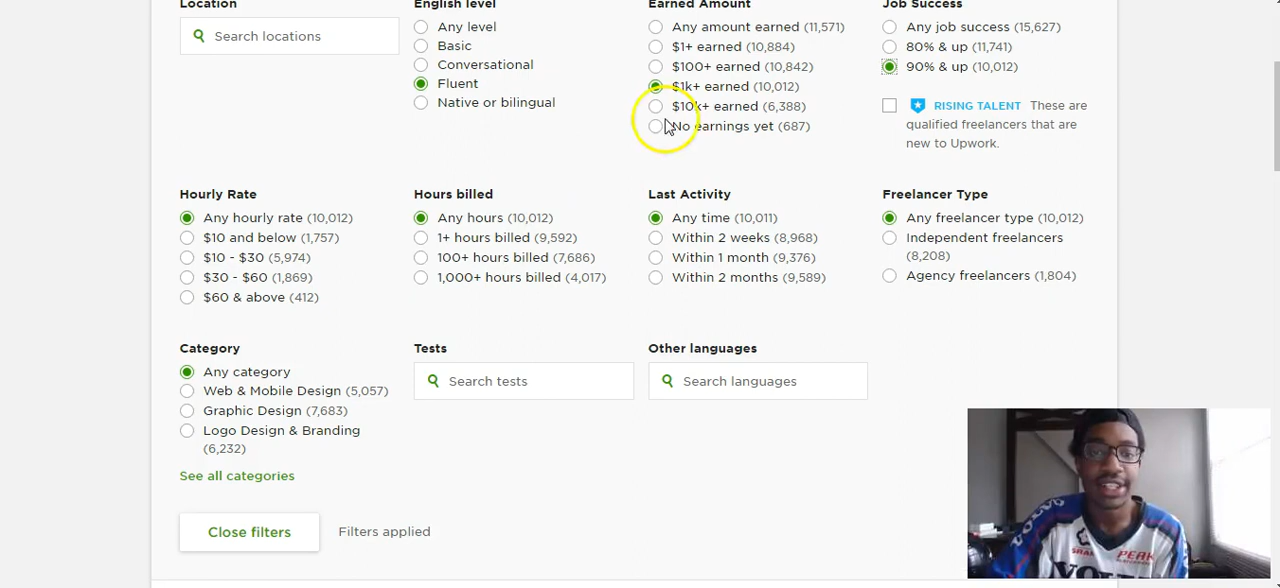 Location
Search locations
English level
Any level
Basic
Conversational
Fluent
Native or bilingual
Earned Amount
Any amount earned (11,571)
$1+ earned (10,884)
$100+ earned (10,842)
$1k+ earned (10,012)
$10k+ earned (6,388)
No earnings yet (687)
Job Success
Any job success (15,627)
80% & up (11,741)
90% & up (10,012)
RISING TALENT These are
qualified freelancers that are
new to Upwork.
Hourly Rate
Any hourly rate (10,012)
$10 and below (1,757)
$10 - $30 (5,974)
$30 - $60 (1,869)
$60 & above (412)
Hours billed
Any hours (10,012)
1+ hours billed (9,592)
100+ hours billed (7,686)
1,000+ hours billed (4,017)
Last Activity
Any time (10,011)
Within 2 weeks (8,968)
Within 1 month (9,376)
Within 2 months (9,589)
Freelancer Type
Any freelancer type (10,012)
Independent freelancers
(8,208)
Agency freelancers (1,804)
Category
Any category
Web & Mobile Design (5,057)
Graphic Design (7,683)
Logo Design & Branding
(6,232)
See all categories
Tests
Search tests
Other languages
Search languages
Close filters
Filters applied
PEAK
VOLVO